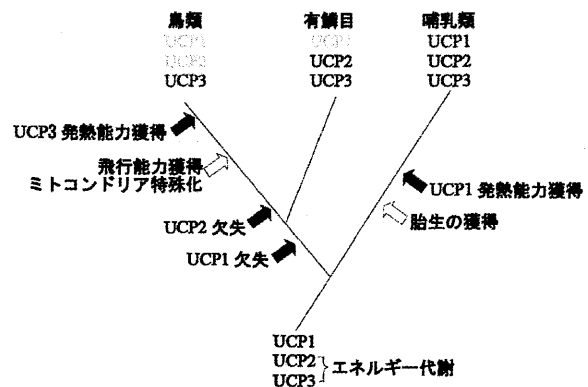 鳥類
UCP1
UCP2
UCP3
有鱗目
UCP1
UCP2
UCP3
哺乳類
UCP1
UCP2
UCP3
UCP3 発熱能力獲得
飛行能力獲得
ミトコンドリア特殊化
UCP2 欠失
UCP1 欠失
UCP1 発熱能力獲得
胎生の獲得
UCP1
UCP2
UCP3
エネルギー代謝